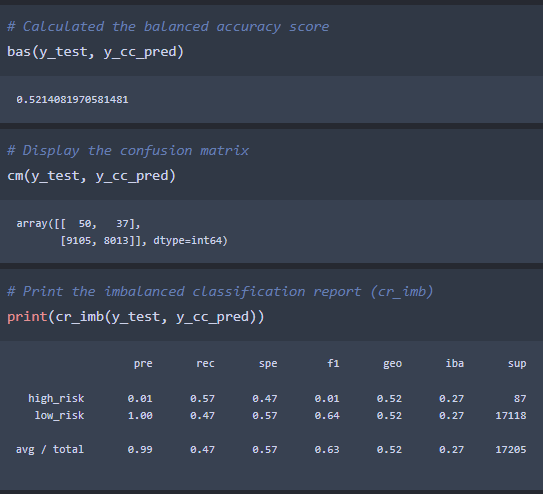 # Calculated the balanced accuracy score
bas(y_test, y_cc_pred)
0.5214081970581481
# Display the confusion matrix
cm(y_test, y_cc_pred)
array([[  50,   37],
       [9105, 8013]], dtype=int64)
# Print the imbalanced classification report (cr_imb)
print(cr_imb(y_test, y_cc_pred))
pre rec spe f1 geo iba sup
high_risk 0.01 0.57 0.47 0.01 0.52 0.27 87
low_risk 1.00 0.47 0.57 0.64 0.52 0.27 17118
avg / total 0.99 0.47 0.57 0.63 0.52 0.27 17205